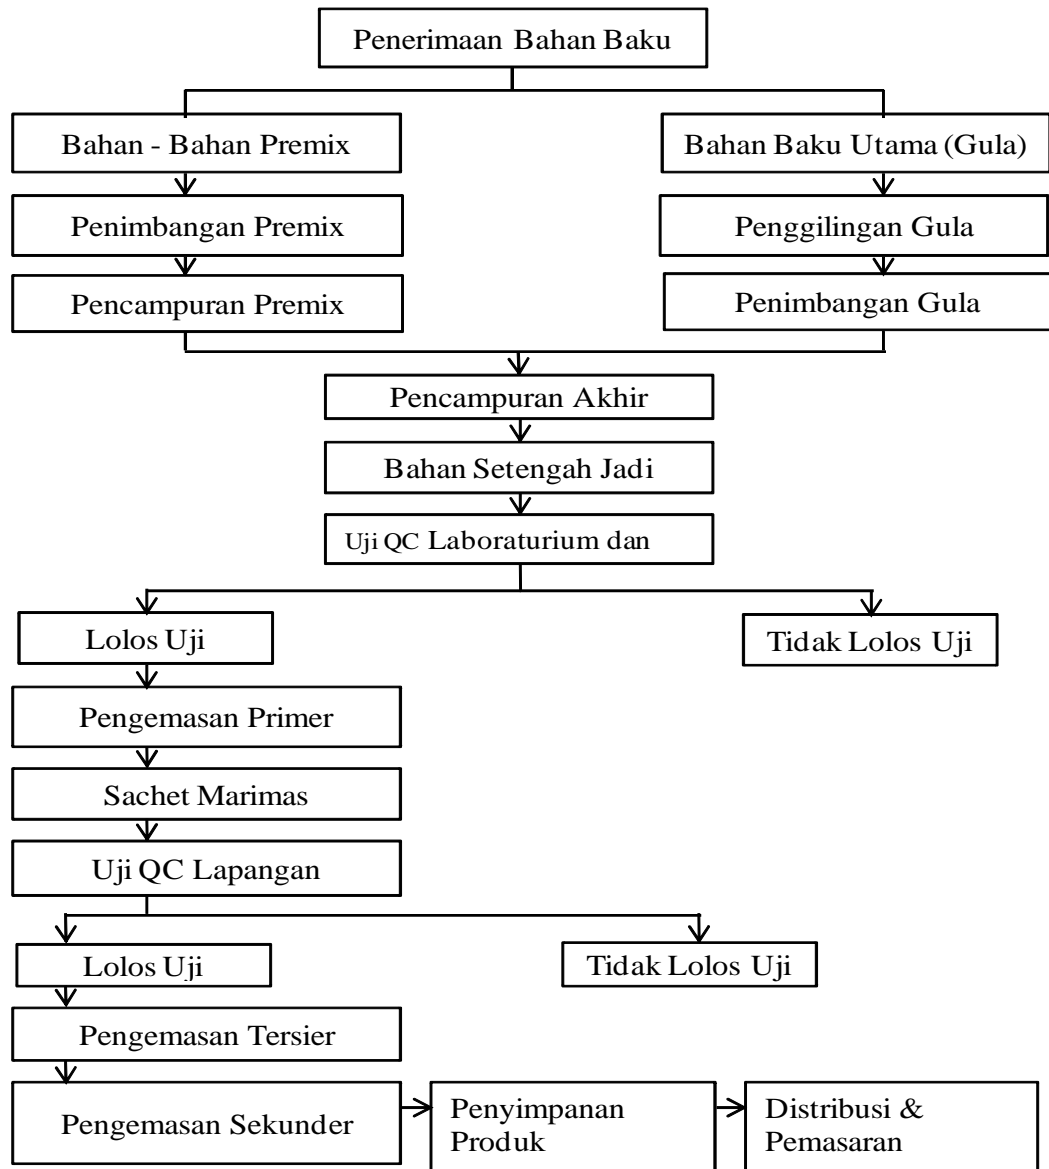 Penerimaan Bahan Baku
Bahan - Bahan Premix
Bahan Baku Utama (Gula)
Penimbangan Premix
Penggilingan Gula
Pencampuran Premix
Penimbangan Gula
Pencampuran Akhir
Bahan Setengah Jadi
Uji QC Laboraturium dan
Lolos Uji
Tidak Lolos Uji
Pengemasan Primer
Sachet Marimas
Uji QC Lapangan
Lolos Uji
Tidak Lolos Uji
Pengemasan Tersier
Pengemasan Sekunder
Penyimpanan
Produk
Distribusi &
Pemasaran